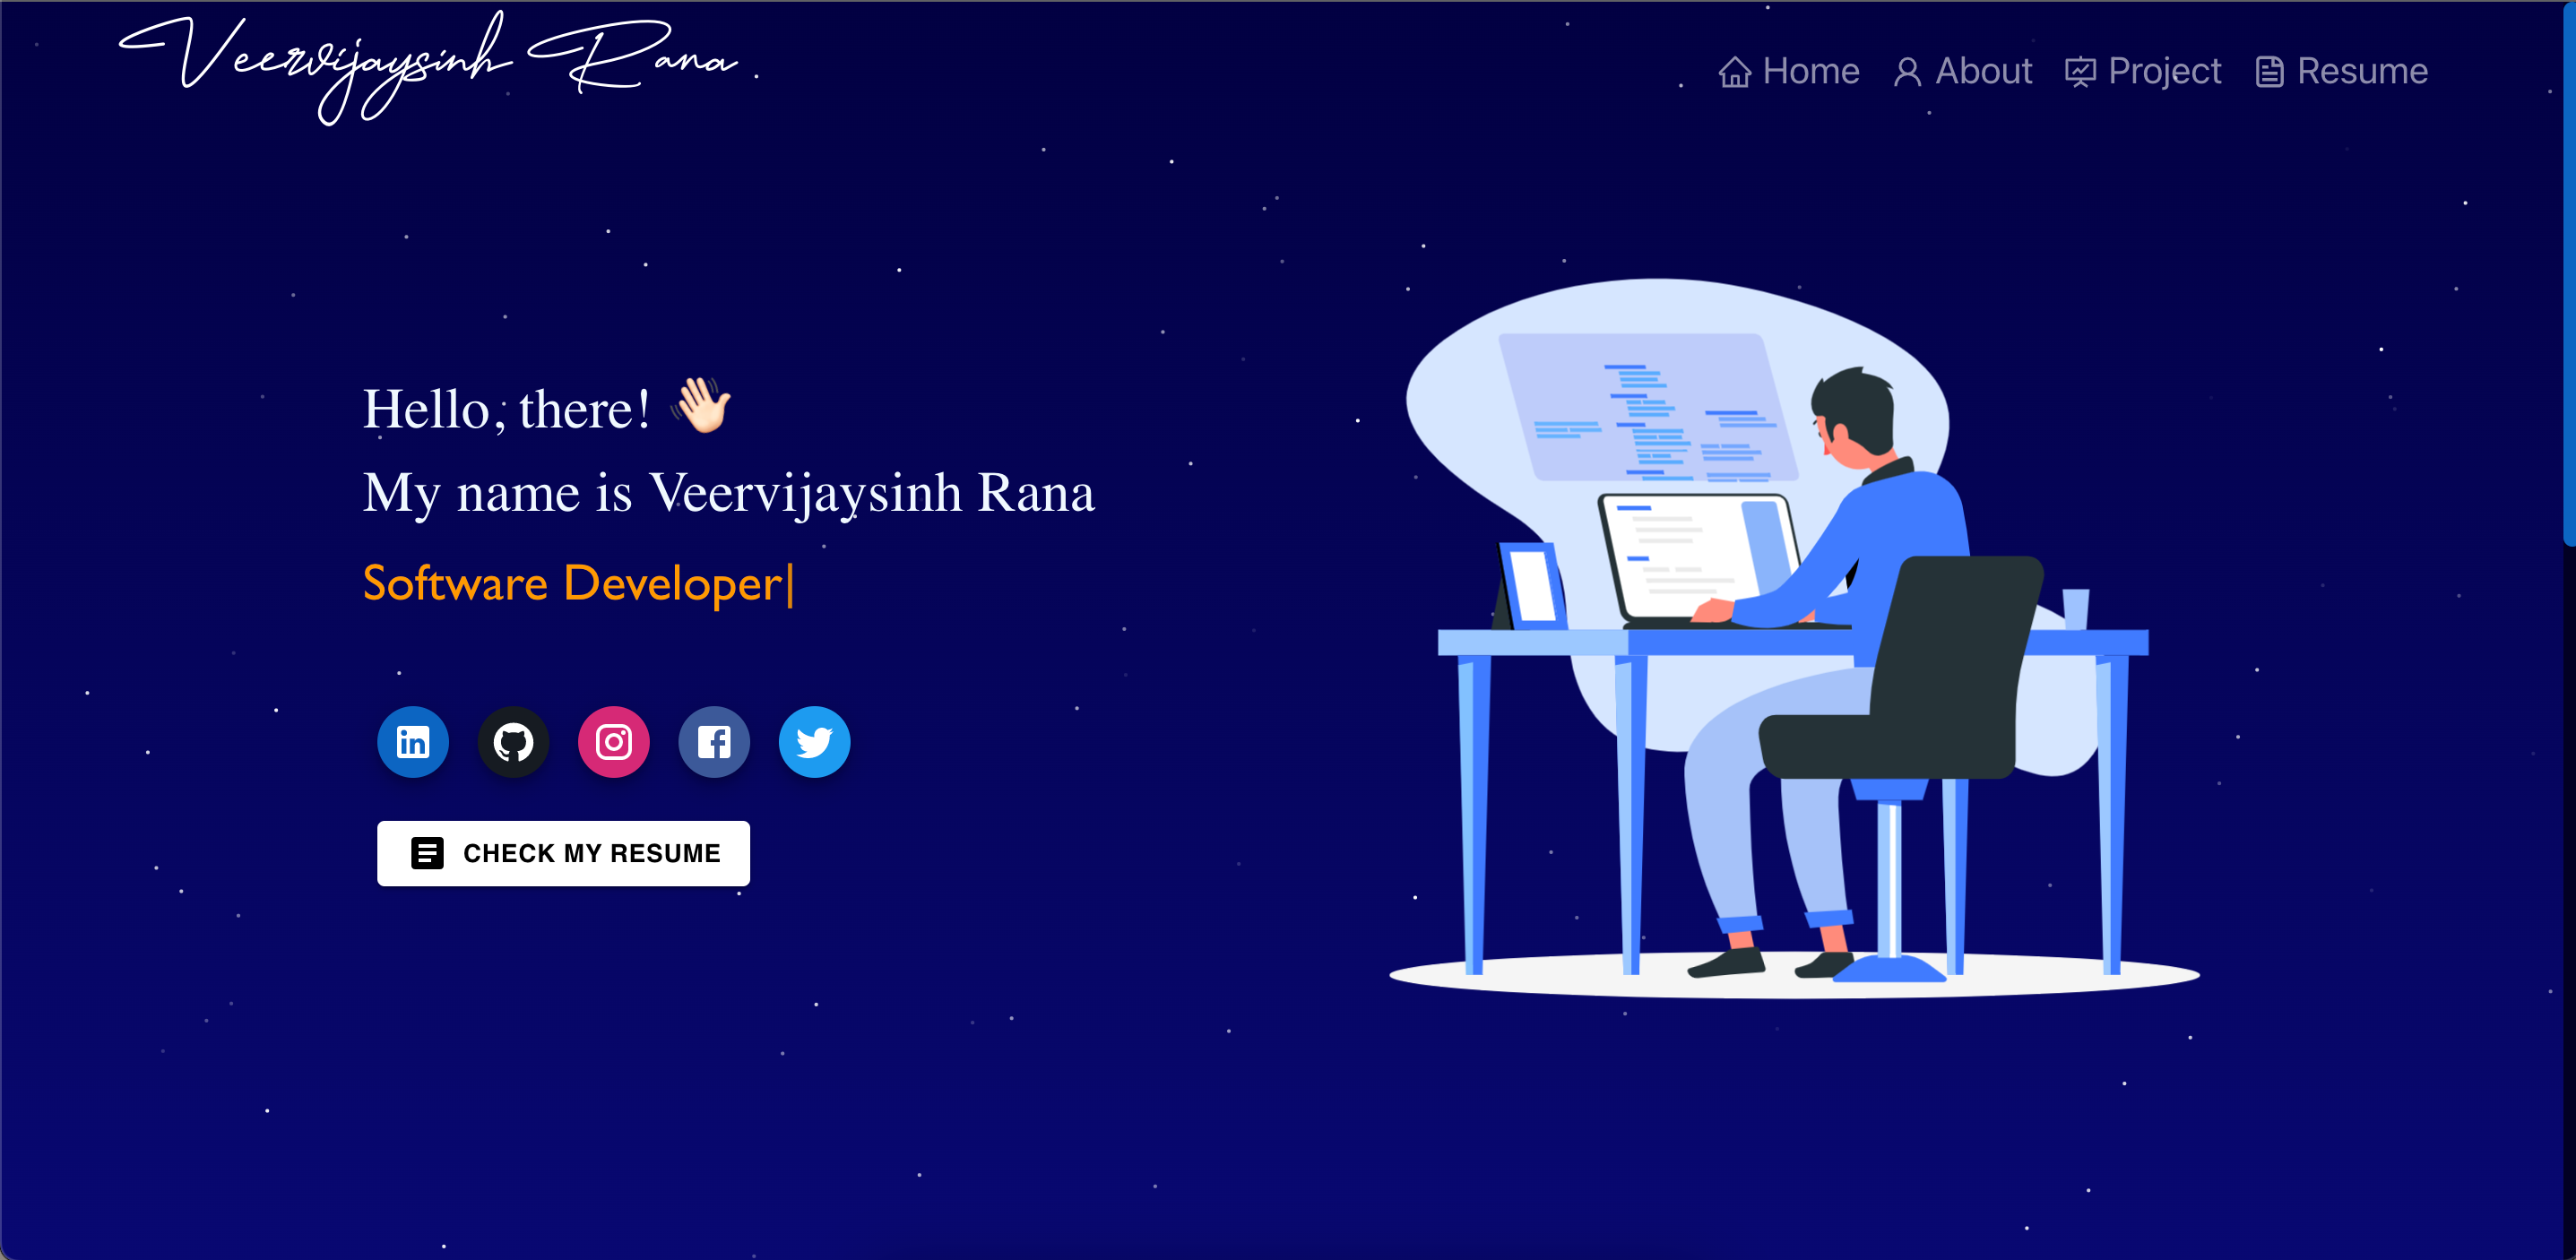 Veervijaysinh Rana
Home About Project Resume
Hello, there! 👋🏻
My name is Veervijaysinh Rana
Software Developer|
CHECK MY RESUME